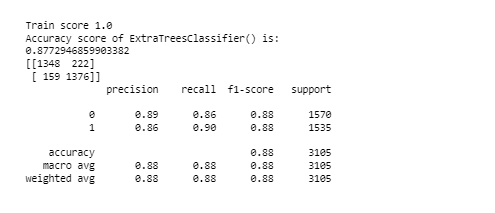 Train score 1.0
Accuracy score of ExtraTreesClassifier() is:
0.8772946859903382
[[1348  222]
 [ 159 1376]]
              precision    recall  f1-score   support

           0       0.89      0.86      0.88      1570
           1       0.86      0.90      0.88      1535

    accuracy                           0.88      3105
   macro avg       0.88      0.88      0.88      3105
weighted avg       0.88      0.88      0.88      3105